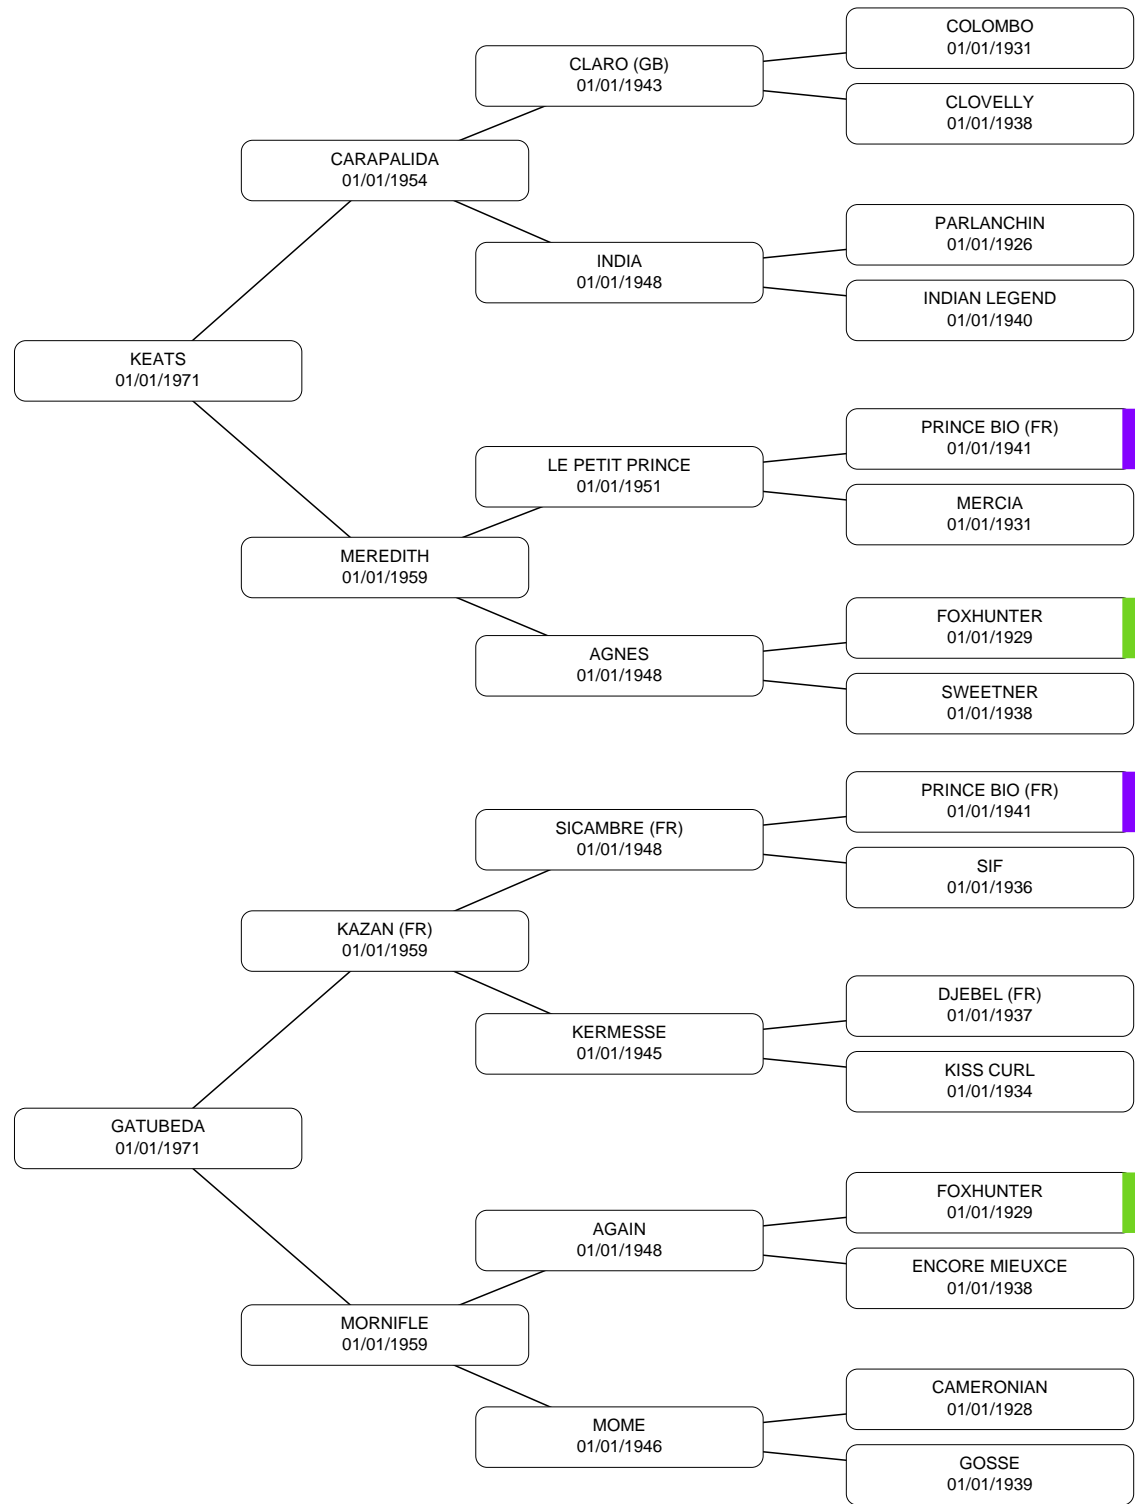 COLOMBO
01/01/1931
CLARO (GB)
01/01/1943
CLOVELLY
01/01/1938
CARAPALIDA
01/01/1954
PARLANCHIN
01/01/1926
INDIA
01/01/1948
INDIAN LEGEND
01/01/1940
KEATS
01/01/1971
PRINCE BIO (FR)
01/01/1941
LE PETIT PRINCE
01/01/1951
MERCIA
01/01/1931
MEREDITH
01/01/1959
FOXHUNTER
01/01/1929
AGNES
01/01/1948
SWEETNER
01/01/1938
PRINCE BIO (FR)
01/01/1941
SICAMBRE (FR)
01/01/1948
SIF
01/01/1936
KAZAN (FR)
01/01/1959
DJEBEL (FR)
01/01/1937
KERMESSE
01/01/1945
KISS CURL
01/01/1934
GATUBEDA
01/01/1971
FOXHUNTER
01/01/1929
AGAIN
01/01/1948
ENCORE MIEUXCE
01/01/1938
MORNIFLE
01/01/1959
CAMERONIAN
01/01/1928
MOME
01/01/1946
GOSSE
01/01/1939